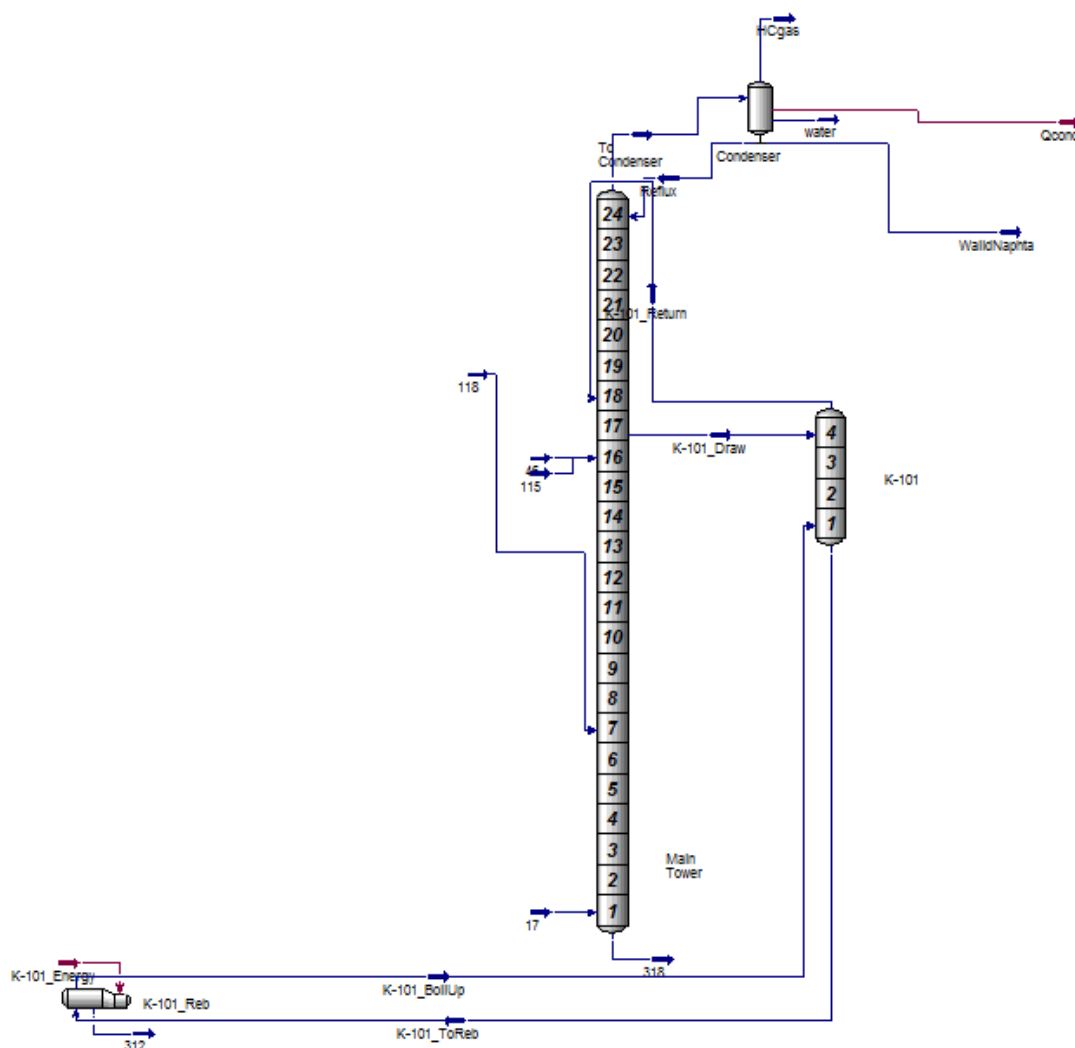 HCgas
water
Qcond
To
Condenser
Condenser
Reflux
WalidNaphta
24
23
22
21
K-101_Return
20
19
118
18
17
4
K-101_Draw
16
3
K-101
115
15
2
14
1
13
12
11
10
9
8
7
6
5
4
3
Main
Tower
2
17
1
318
K-101_Energy
K-101_BoilUp
K-101_Reb
K-101_ToReb
312